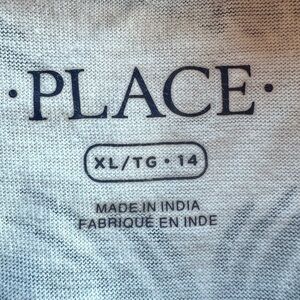 ·PLACE·
XL/TG · 14
MADE IN INDIA
FABRIQUÉ EN INDE